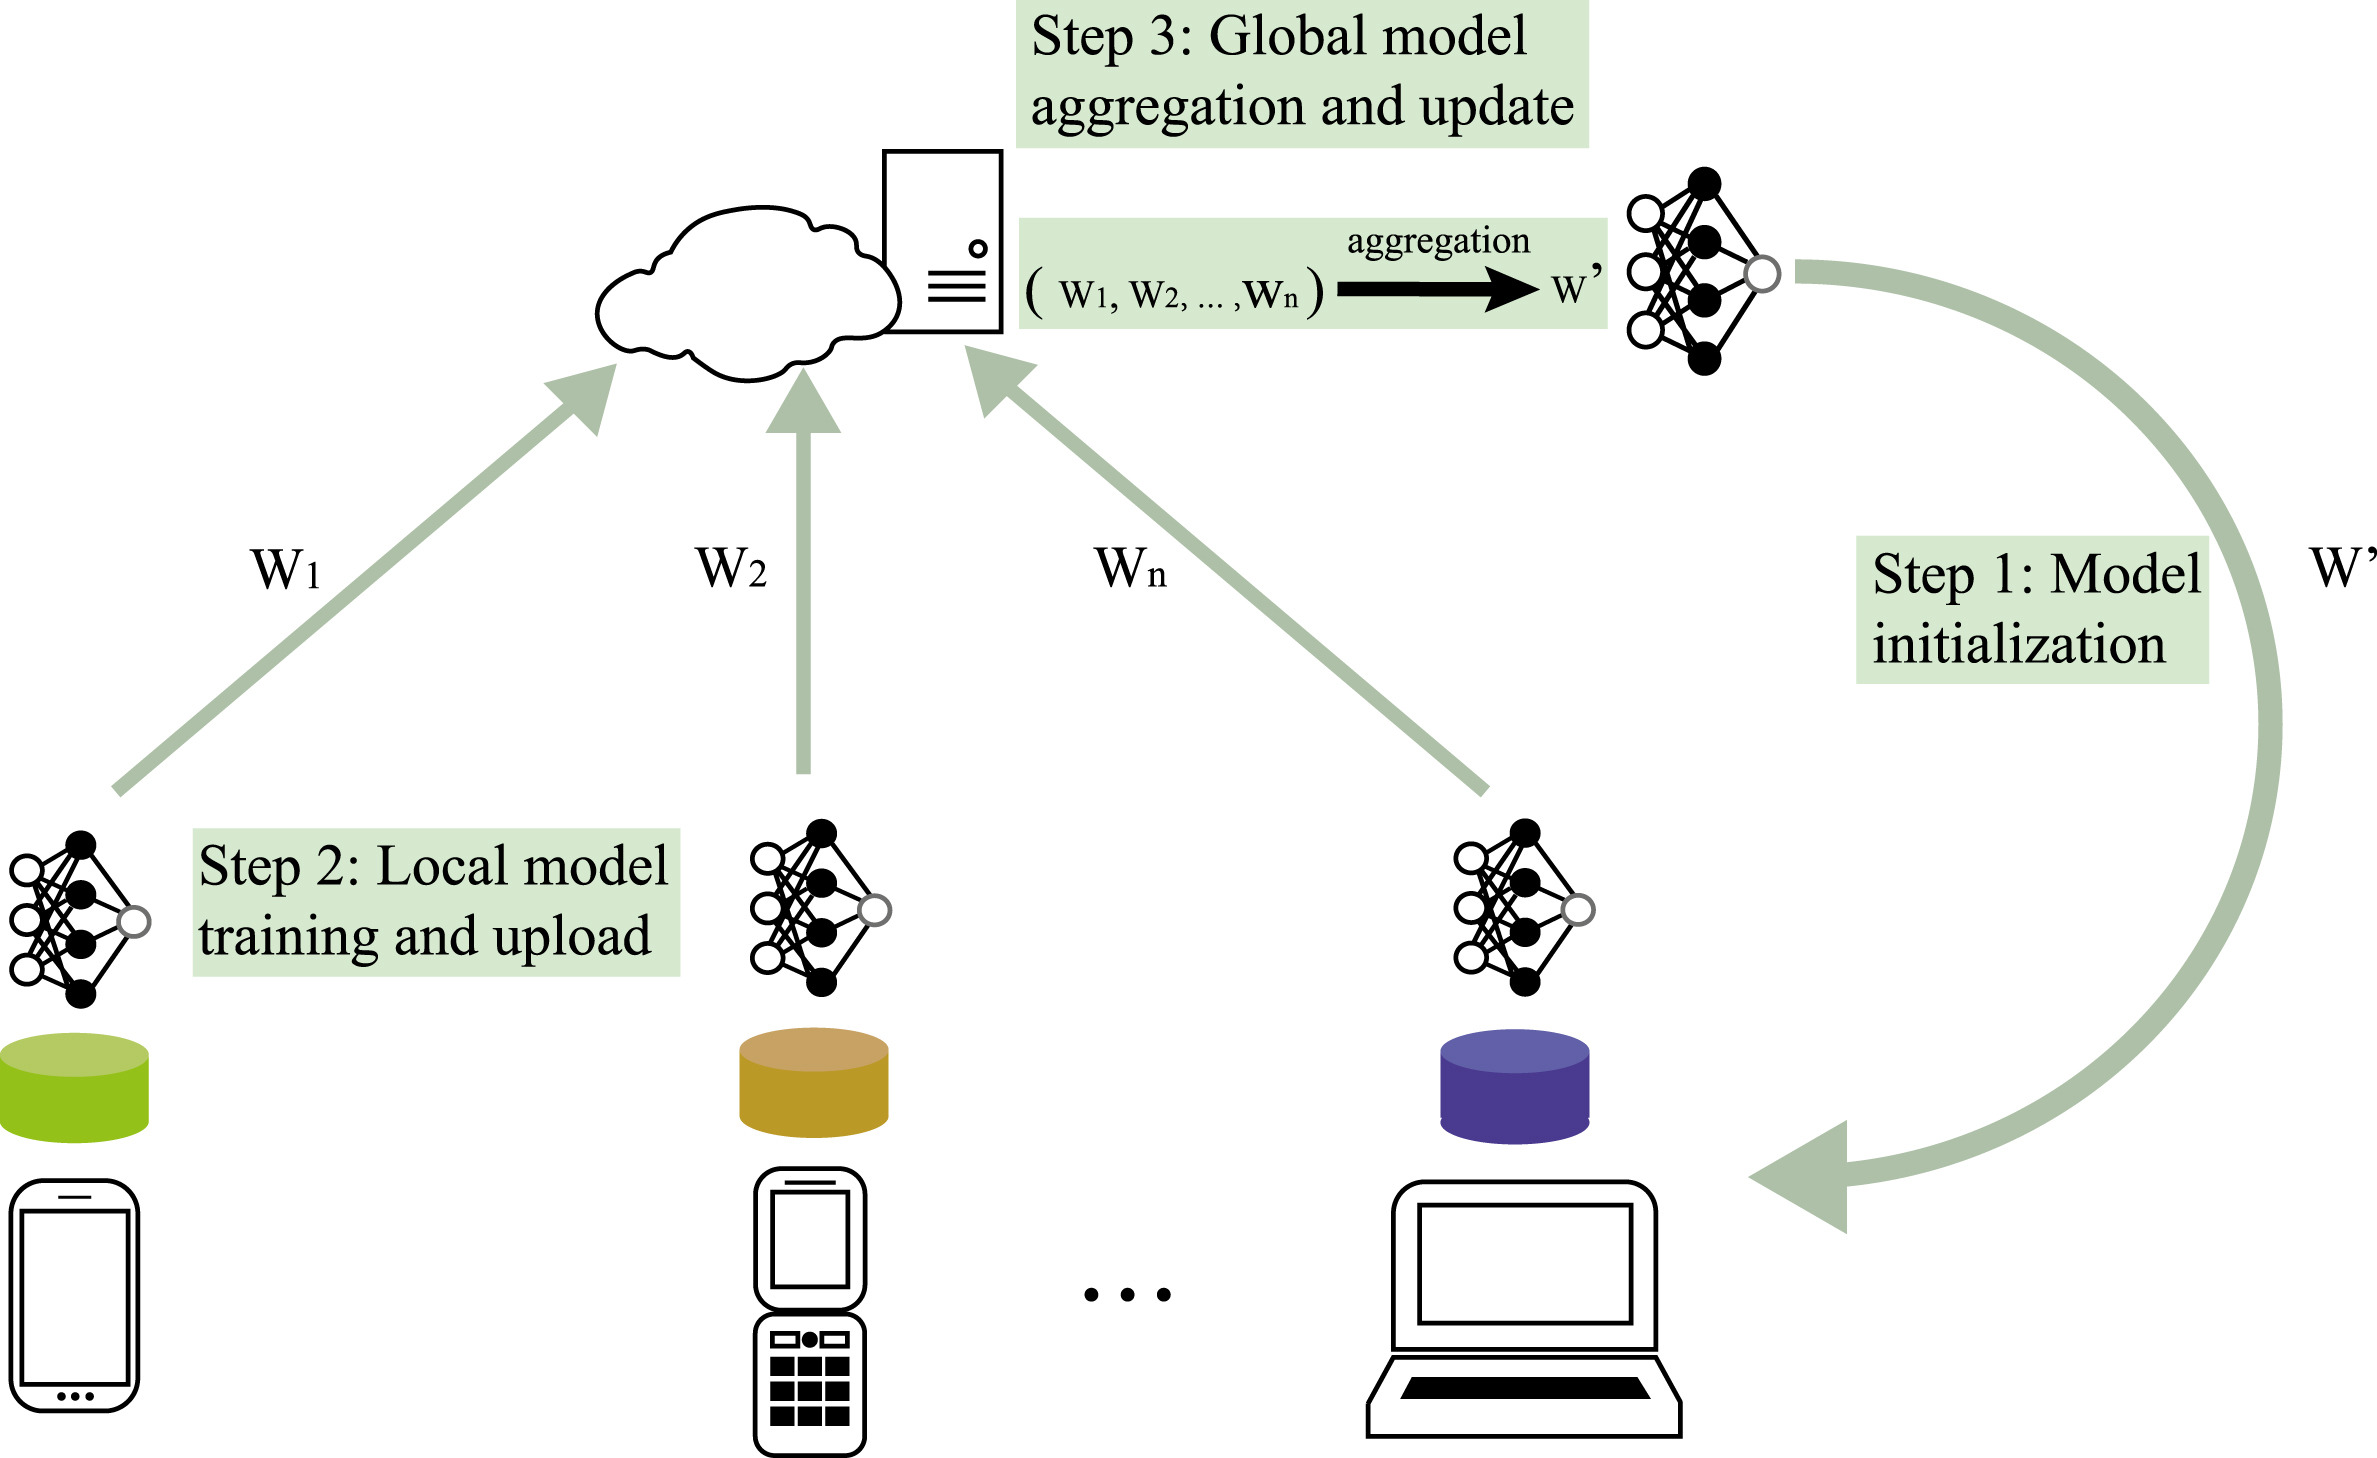 Step 3: Global model
aggregation and update
aggregation
( w1, w2, ... ,wn ) w’
w1
w2
wn
Step 1: Model
initialization
w’
Step 2: Local model
training and upload
...